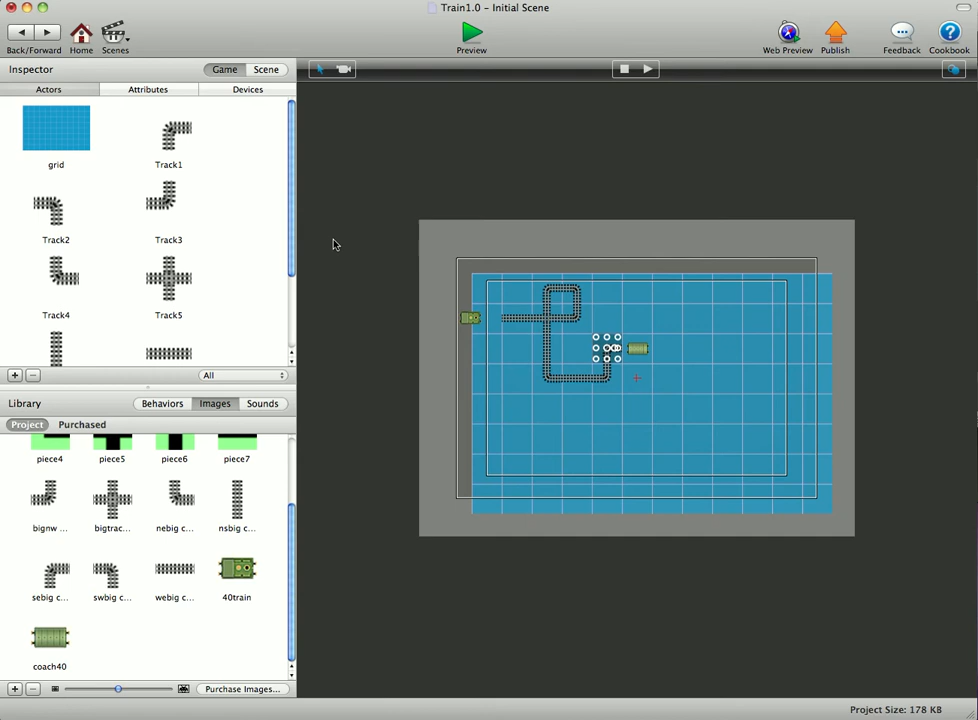 Train1.0 – Initial Scene
Back/Forward Home Scenes Preview Web Preview Publish Feedback Cookbook
Inspector Game Scene
Actors Attributes Devices
grid Track1
Track2 Track3
Track4 Track5
All
Library Behaviors Images Sounds
Project Purchased
piece4 piece5 piece6 piece7
bignw ... bigtrac... nebig c... nsbig c...
sebig c... swbig c... webig c... 40train
coach40
Purchase Images...
Project Size: 178 KB